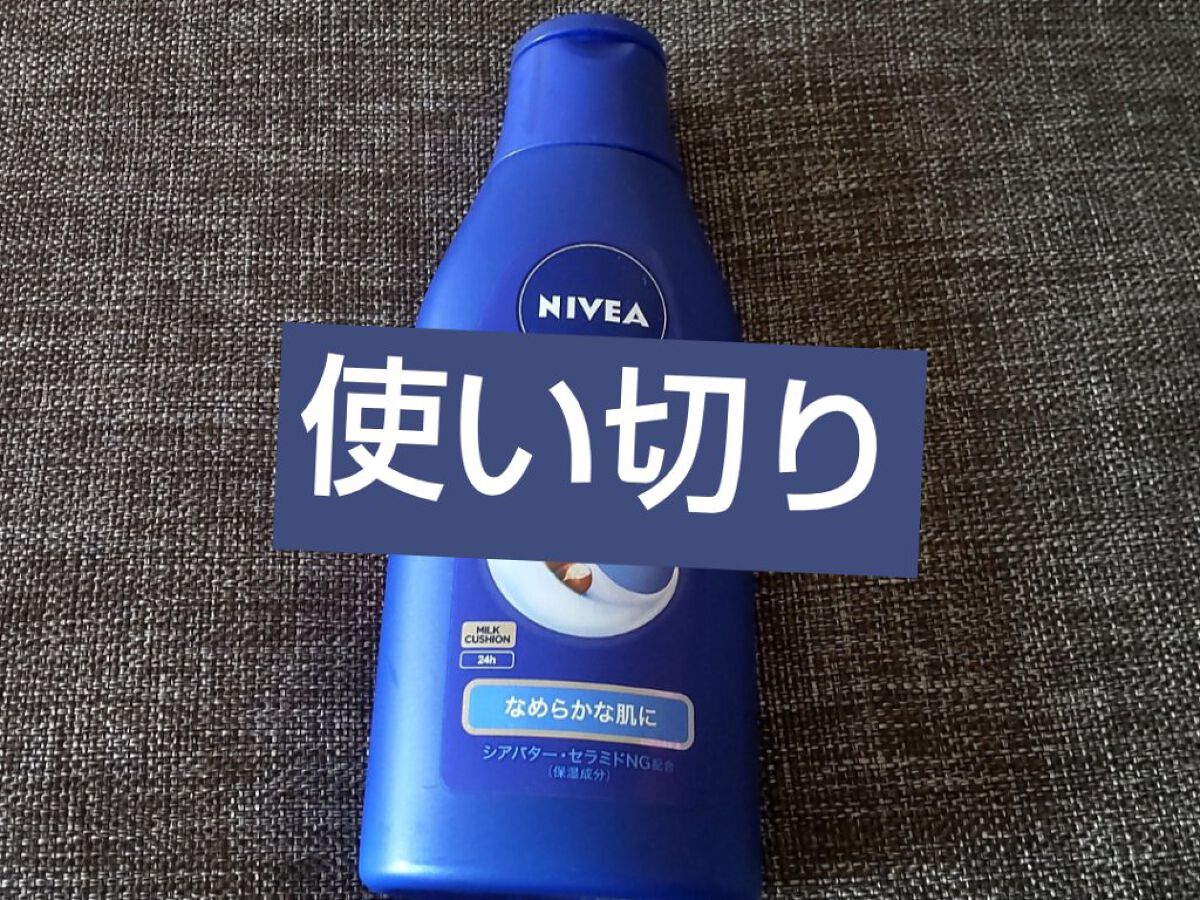 NIVEA
使い切り
MILK
CUSHION
24h
なめらかな肌に
シアバター・セラミドNG配合
(保湿成分)